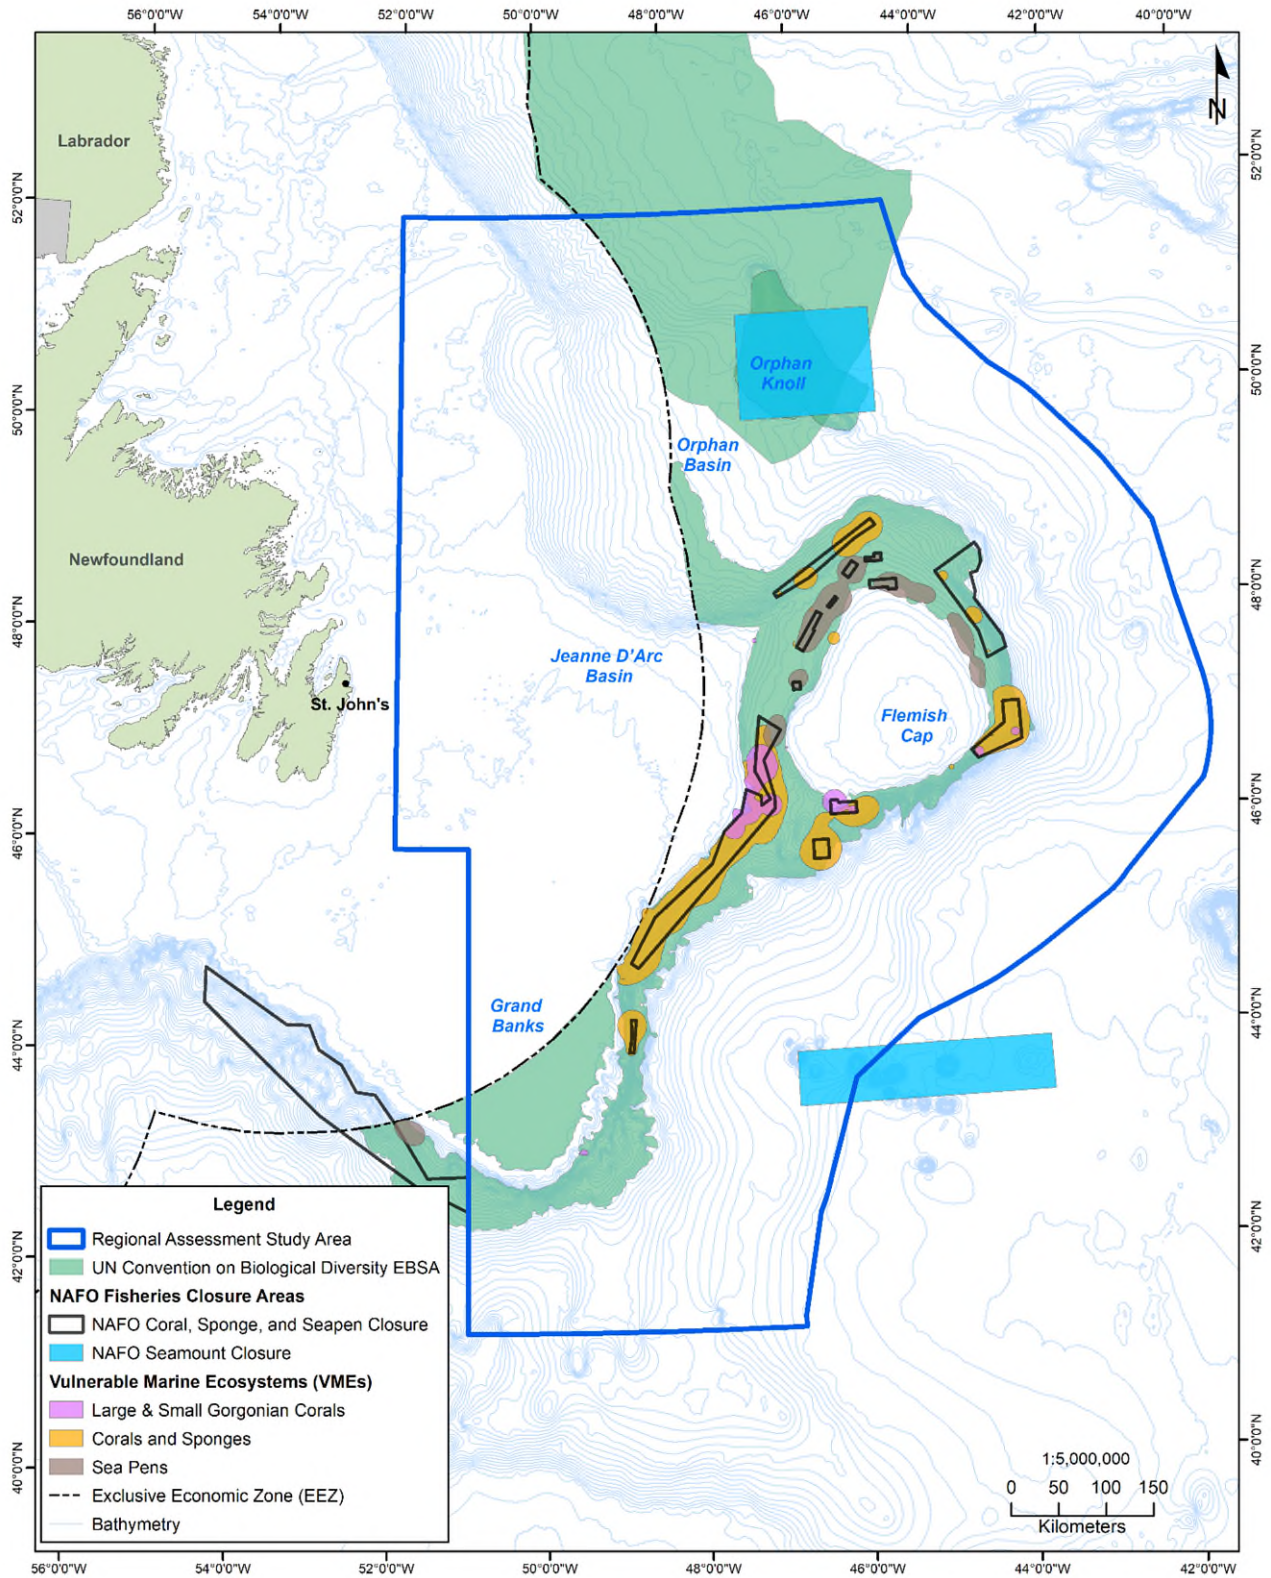 56°0'0"W 54°0'0"W 52°0'0"W 50°0'0"W 48°0'0"W 46°0'0"W 44°0'0"W 42°0'0"W 40°0'0"W
N
Labrador
52°0'0"N
52°0'0"N
Orphan
Knoll
50°0'0"N
50°0'0"N
Orphan
Basin
Newfoundland
48°0'0"N
48°0'0"N
Jeanne D'Arc
Basin
St. John's
Flemish
Cap
46°0'0"N
46°0'0"N
Grand
Banks
44°0'0"N
44°0'0"N
42°0'0"N
42°0'0"N
40°0'0"N
40°0'0"N
Legend
Regional Assessment Study Area
UN Convention on Biological Diversity EBSA
NAFO Fisheries Closure Areas
NAFO Coral, Sponge, and Seapen Closure
NAFO Seamount Closure
Vulnerable Marine Ecosystems (VMEs)
Large & Small Gorgonian Corals
Corals and Sponges
Sea Pens
Exclusive Economic Zone (EEZ)
Bathymetry
1:5,000,000
0 50 100 150
Kilometers
56°0'0"W 54°0'0"W 52°0'0"W 50°0'0"W 48°0'0"W 46°0'0"W 44°0'0"W 42°0'0"W